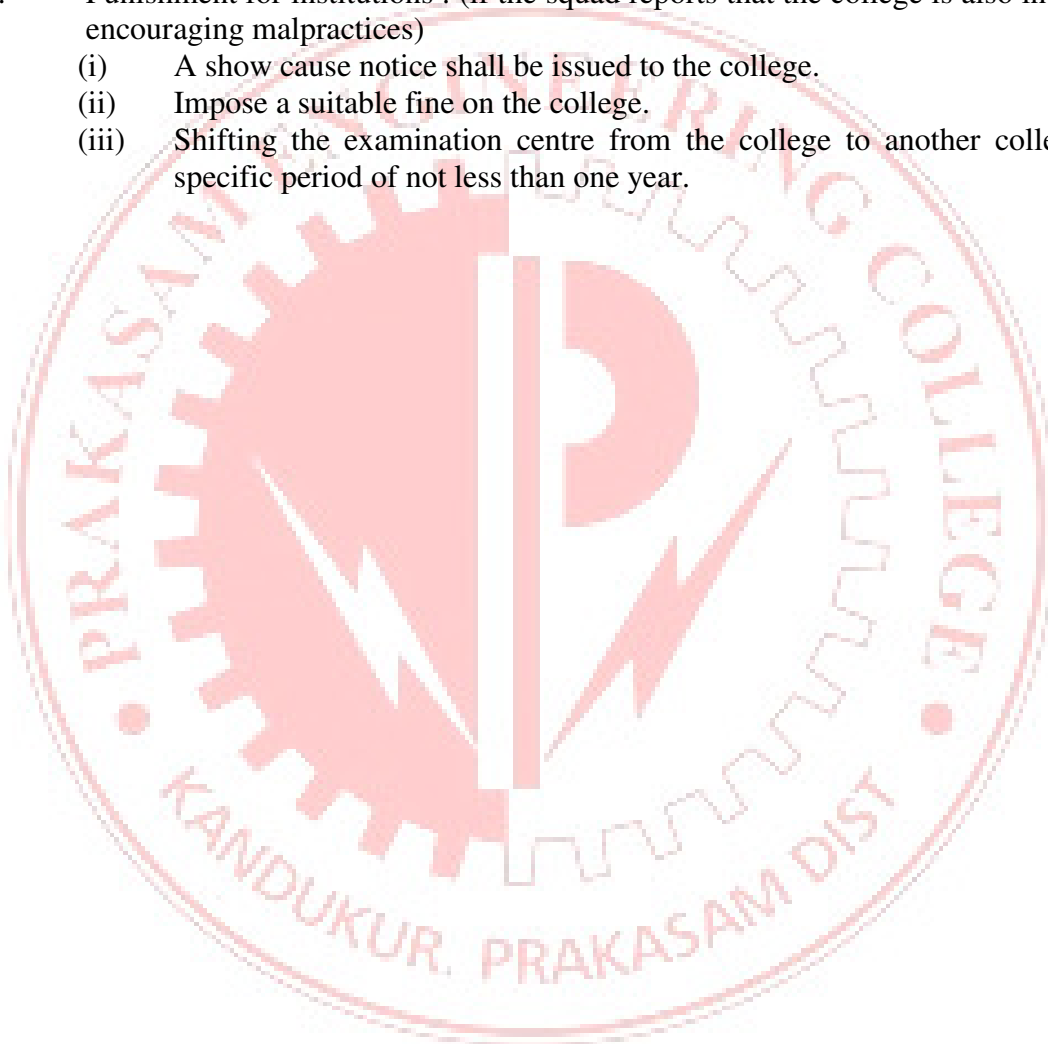 Punishment for institutions : (if the squad reports that the college is also
encouraging malpractices)
(i) A show cause notice shall be issued to the college.
(ii) Impose a suitable fine on the college.
(iii) Shifting the examination centre from the college to another
specific period of not less than one year.
PRAKASAM ENGINEERING COLLEGE
KANDUKUR. PRAKASAM DIST